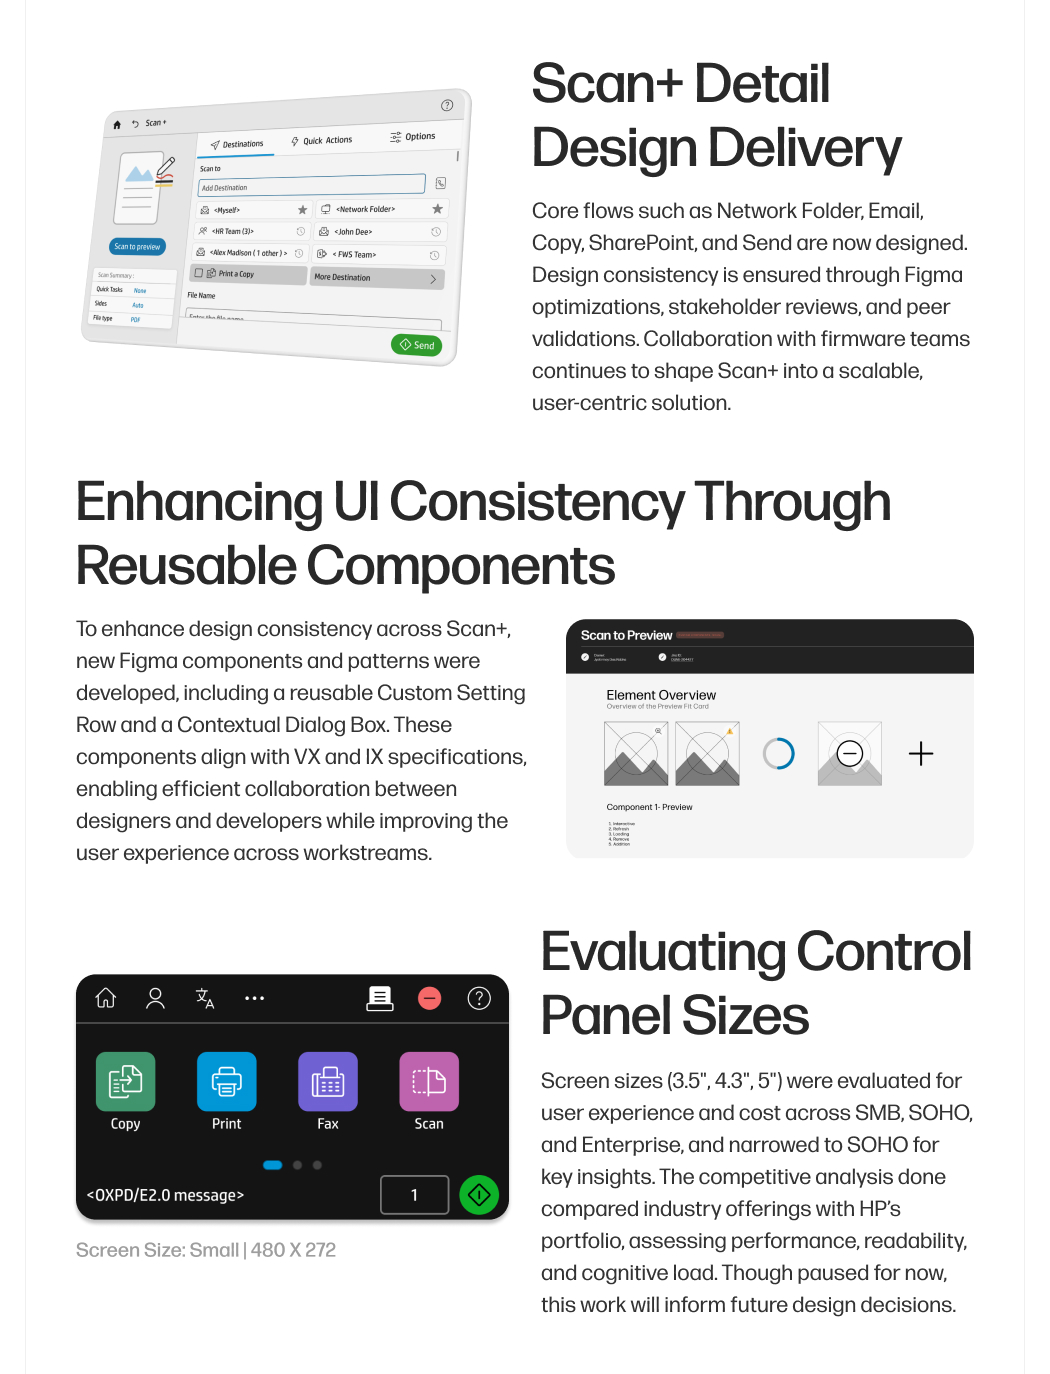 Scan+ Detail
Design Delivery
Core flows such as Network Folder, Email,
Copy, SharePoint, and Send are now designed.
Design consistency is ensured through Figma
optimizations, stakeholder reviews, and peer
validations. Collaboration with firmware teams
continues to shape Scan+ into a scalable,
user-centric solution.
Scan +
Destinations
Quick Actions
Options
Scan to
Add Destination
<Myself>
<Network Folder>
<HR Team (3)>
<John Dee>
<Alex Madison ( 1 other ) >
< FWS Team>
Print a Copy
More Destination
File Name
Enter the file name
Scan to preview
Scan Summary :
Quick Tasks None
Sides Auto
File type PDF
Send
Enhancing UI Consistency Through
Reusable Components
To enhance design consistency across Scan+,
new Figma components and patterns were
developed, including a reusable Custom Setting
Row and a Contextual Dialog Box. These
components align with VX and IX specifications,
enabling efficient collaboration between
designers and developers while improving the
user experience across workstreams.
Scan to Preview
Element Overview
Overview of the Preview Fit Card
Component 1- Preview
1. Interactive
2. Refresh
3. Loading
4. Remove
5. Addition
Evaluating Control
Panel Sizes
Screen sizes (3.5", 4.3", 5") were evaluated for
user experience and cost across SMB, SOHO,
and Enterprise, and narrowed to SOHO for
key insights. The competitive analysis done
compared industry offerings with HP's
portfolio, assessing performance, readability,
and cognitive load. Though paused for now,
this work will inform future design decisions.
Copy
Print
Fax
Scan
<OXPD/E2.0 message>
1
Screen Size: Small | 480 X 272